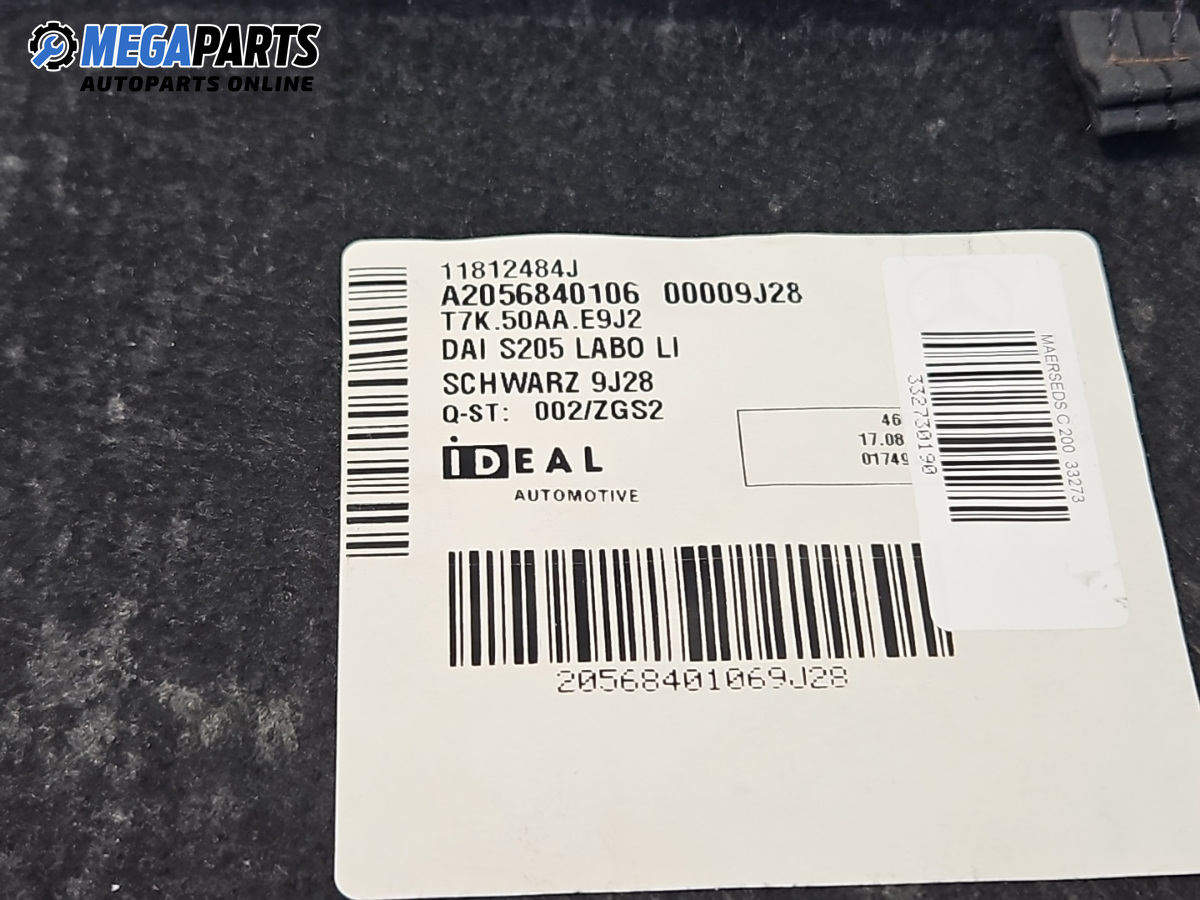 MEGAPARTS
AUTOPARTS ONLINE
11812484J
A2056840106 00009J28
T7K.50AA.E9J2
DAI S205 LABO LI
SCHWARZ 9J28
Q-ST: 002/ZGS2
iDEAL
AUTOMOTIVE
46
17.08
01749
20568401069J28
3327330190
MAERSEDS C 200 33273